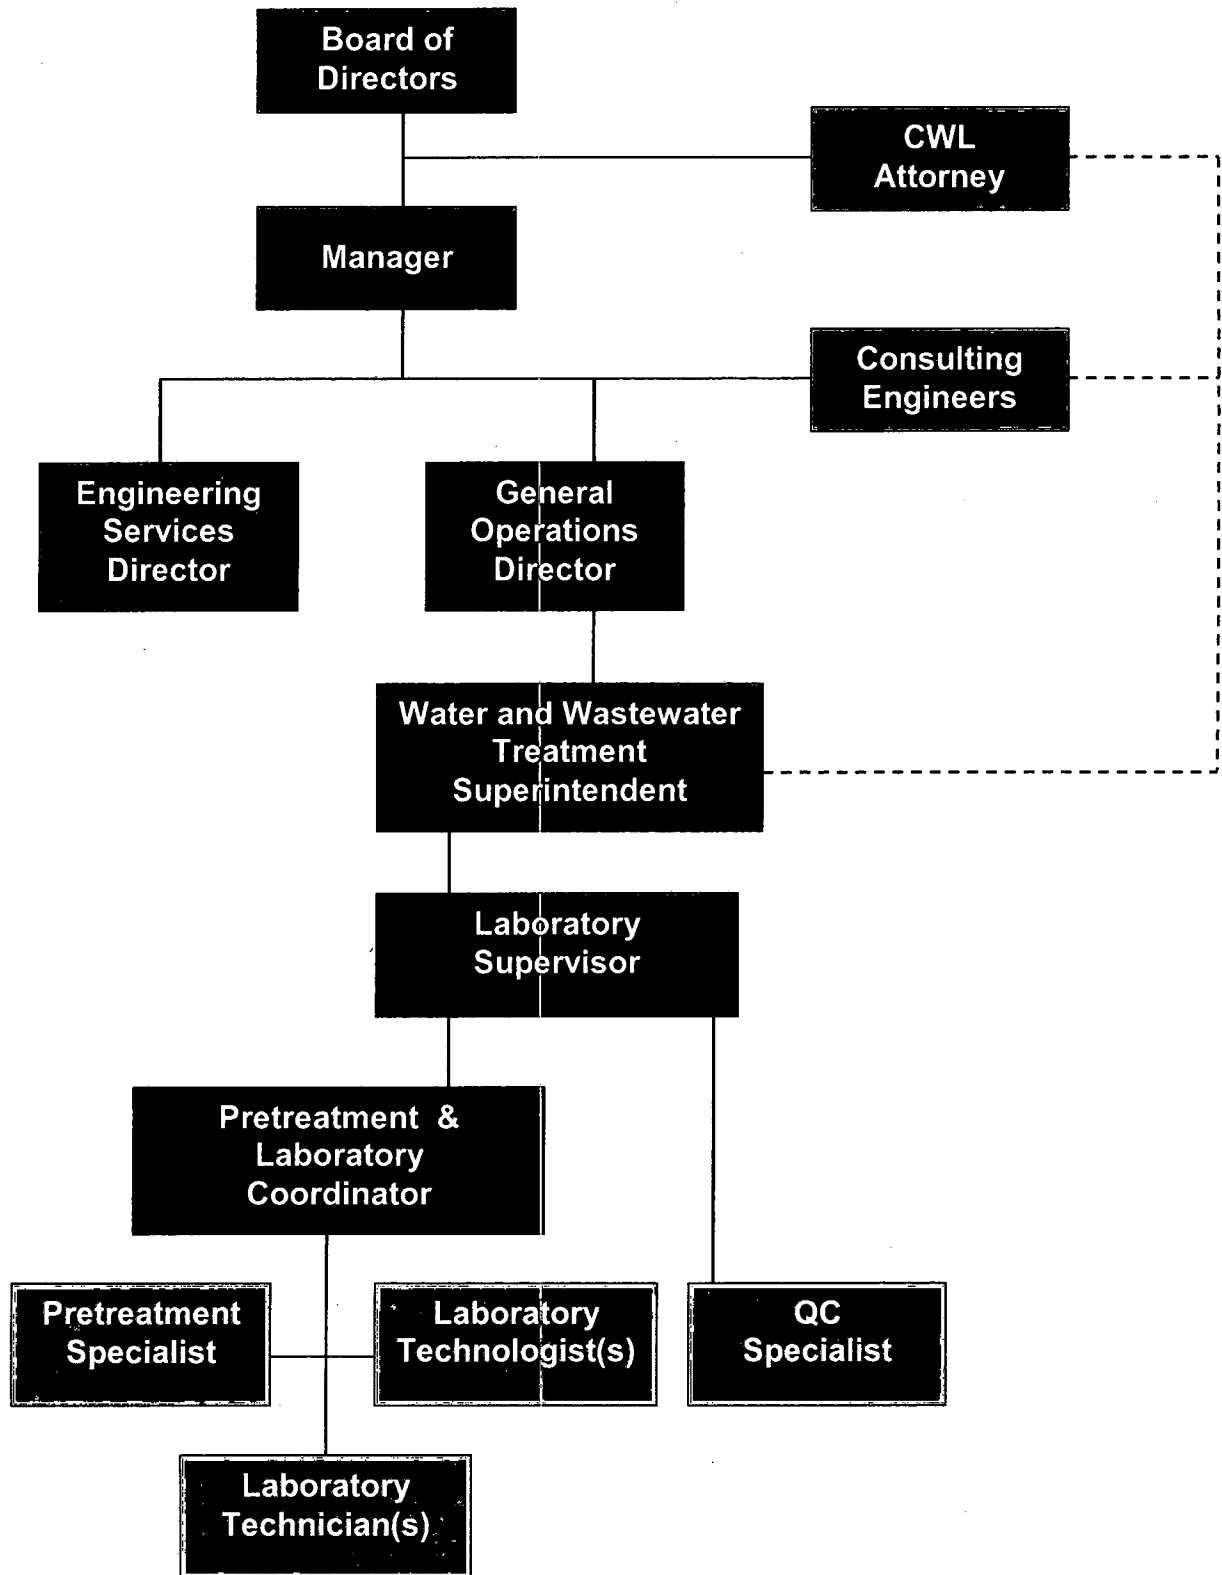 Board of
Directors
CWL
Attorney
Manager
Consulting
Engineers
Engineering
Services
Director
General
Operations
Director
Water and Wastewater
Treatment
Superintendent
Laboratory
Supervisor
Pretreatment &
Laboratory
Coordinator
Pretreatment
Specialist
Laboratory
Technologist(s)
QC
Specialist
Laboratory
Technician(s)